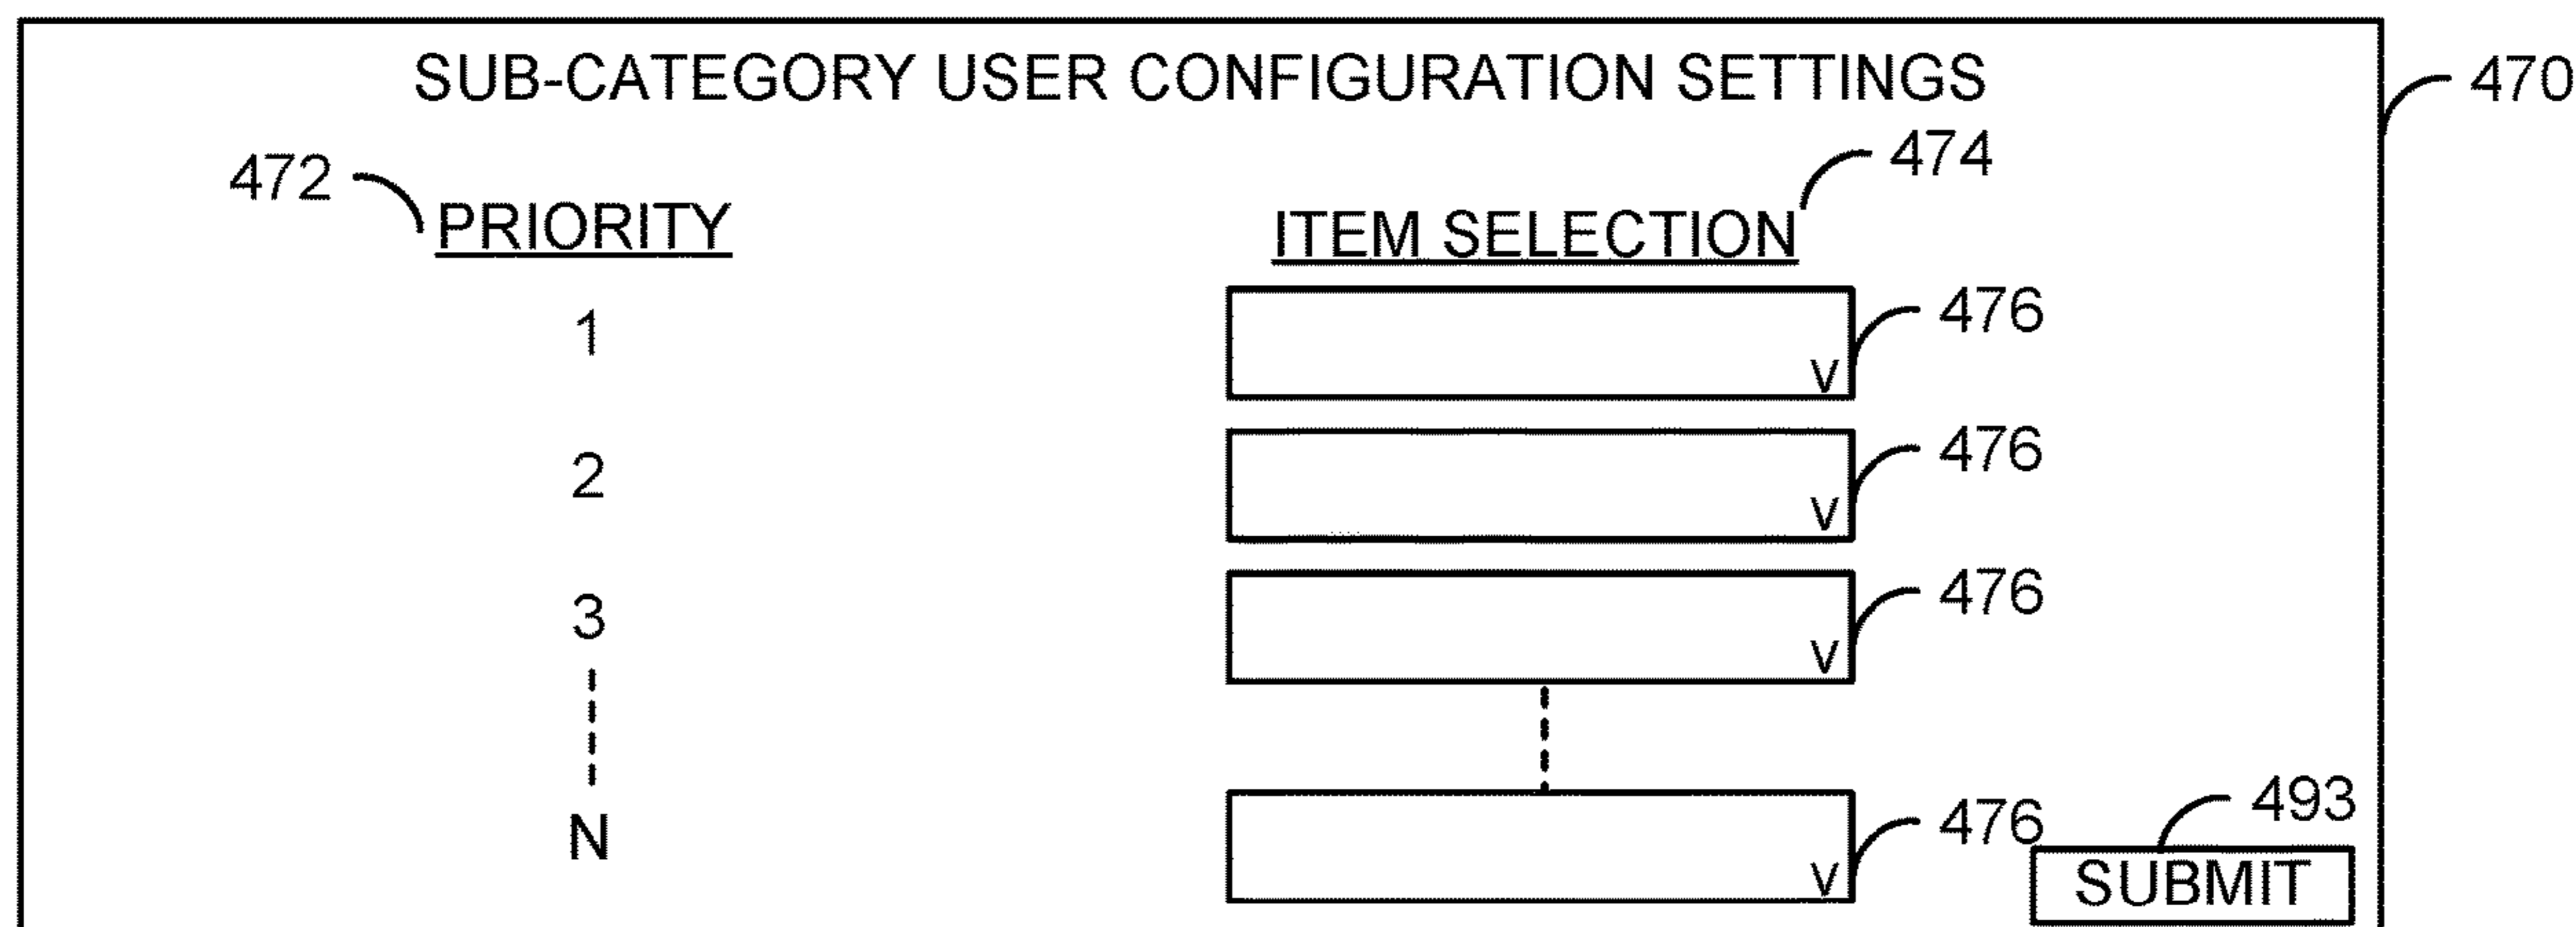 SUB-CATEGORY USER CONFIGURATION SETTINGS
470
472
474
PRIORITY
ITEM SELECTION
1
v
476
2
v
476
3
v
476
N
v
476
493
SUBMIT